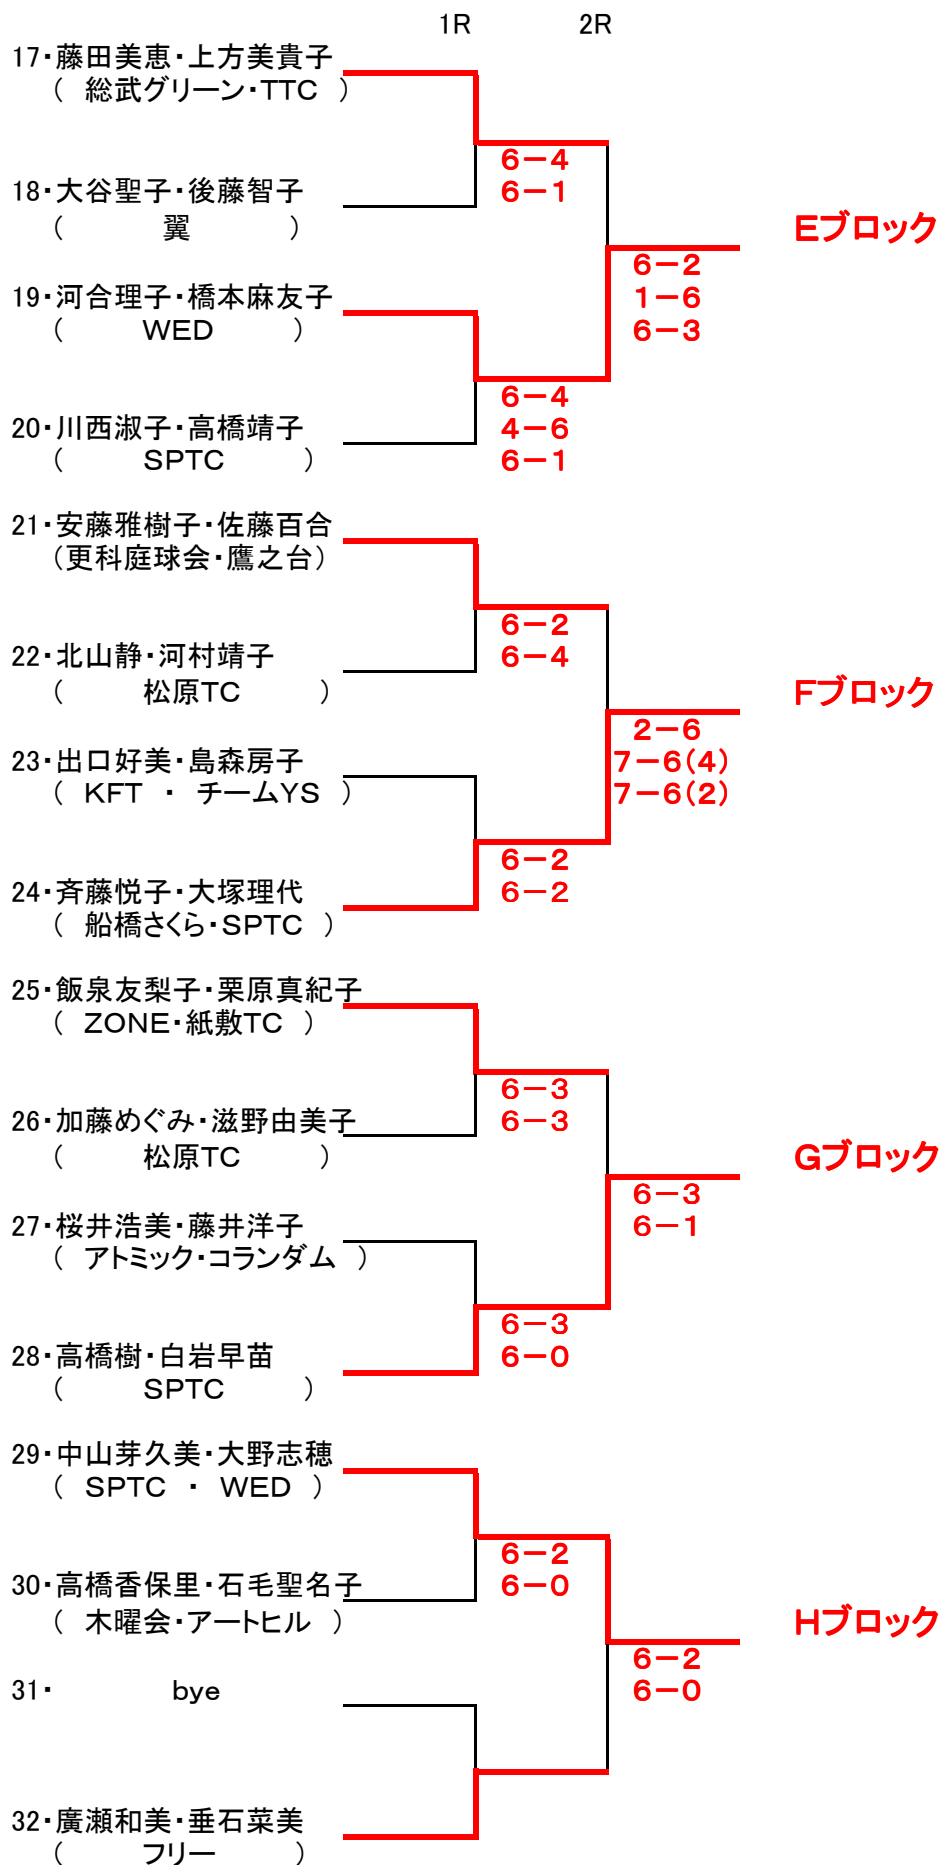 1R 2R
17・藤田美恵・上方美貴子
( 総武グリーン・TTC )
6-4
18・大谷聖子・後藤智子
6-1
( 翼 )
Eブロック
6-2
19・河合理子・橋本麻友子
1-6
( WED )
6-3
6-4
20・川西淑子・高橋靖子
4-6
( SPTC )
6-1
21・安藤雅樹子・佐藤百合
(更科庭球会・鷹之台)
6-2
22・北山静・河村靖子
6-4
( 松原TC )
Fブロック
2-6
23・出口好美・島森房子
7-6(4)
( KFT ・ チームYS )
7-6(2)
6-2
24・斉藤悦子・大塚理代
6-2
( 船橋さくら・SPTC )
25・飯泉友梨子・栗原真紀子
( ZONE・紙敷TC )
6-3
26・加藤めぐみ・滋野由美子
6-3
( 松原TC )
Gブロック
6-3
27・桜井浩美・藤井洋子
6-1
( アトミック・コランダム )
6-3
28・高橋樹・白岩早苗
6-0
( SPTC )
29・中山芽久美・大野志穂
( SPTC ・ WED )
6-2
30・高橋香保里・石毛聖名子
6-0
( 木曜会・アートヒル )
Hブロック
6-2
31・ bye
6-0
32・廣瀬和美・垂石菜美
( フリー )